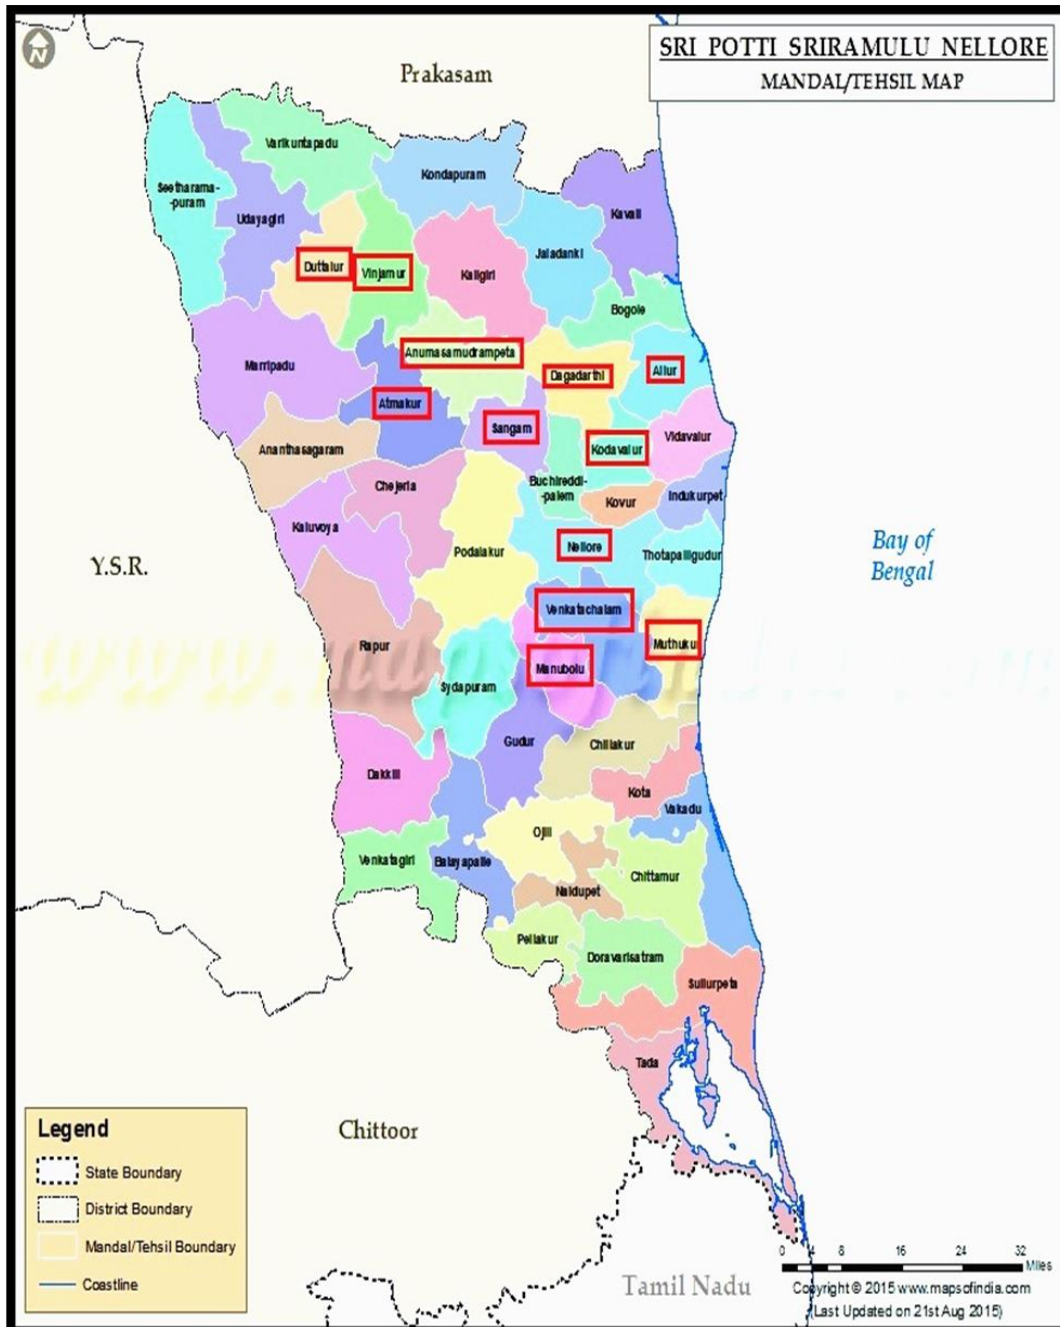 SRI POTTI SRIRAMULU NELLORE
MANDAL/TEHSIL MAP
N
Prakasam
Varikuntapadu
Kondapuram
Seetharama-
-puram
Udayagiri
Kavali
Jaladanki
Duttalur
Vinjamur
Kaligiri
Bogole
Marripadu
Anumasamudrampeta
Dagadarthi
Allur
Atmakur
Sangam
Vidavalur
Ananthasagaram
Kodavalur
Chejerla
Buchireddi-
-palem
Kovur
Indukurpet
Kaluvoya
Podalakur
Nellore
Thotapalligudur
Y.S.R.
Bay of
Bengal
Venkatachalam
Rapur
Muthukur
Manubolu
Sydapuram
www.mapsofindia.com
Gudur
Chillakur
Dakkili
Kota
Vakadu
Ojili
Venkatagiri
Balayapalle
Naidupet
Chittamur
Pellakur
Doravarisatram
Sullurpeta
Tada
Chittoor
Legend
State Boundary
District Boundary
Mandal/Tehsil Boundary
Coastline
Tamil Nadu
0 4 8 16 24 32
Miles
Copyright © 2015 www.mapsofindia.com
(Last Updated on 21st Aug 2015)